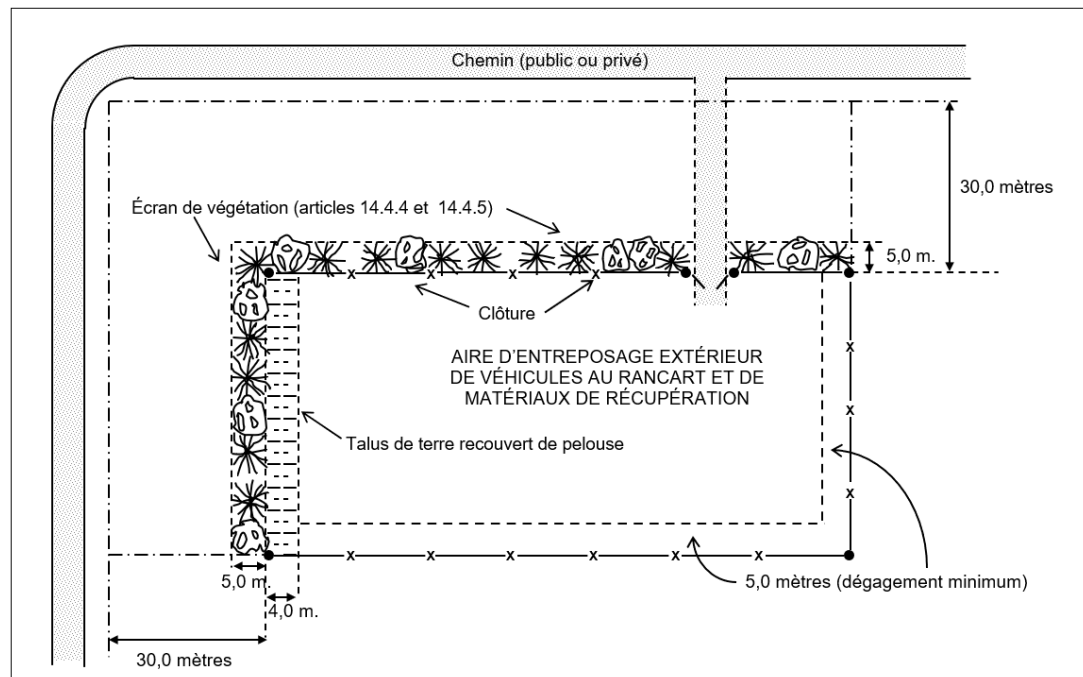 Chemin (public ou privé)
30,0 mètres
Écran de végétation (articles 14.4.4 et 14.4.5)
5,0 m.
Clôture
AIRE D'ENTREPOSAGE EXTÉRIEUR
DE VÉHICULES AU RANCART ET DE
MATÉRIAUX DE RÉCUPÉRATION
Talus de terre recouvert de pelouse
5,0 m.
5,0 mètres (dégagement minimum)
4,0 m.
30,0 mètres